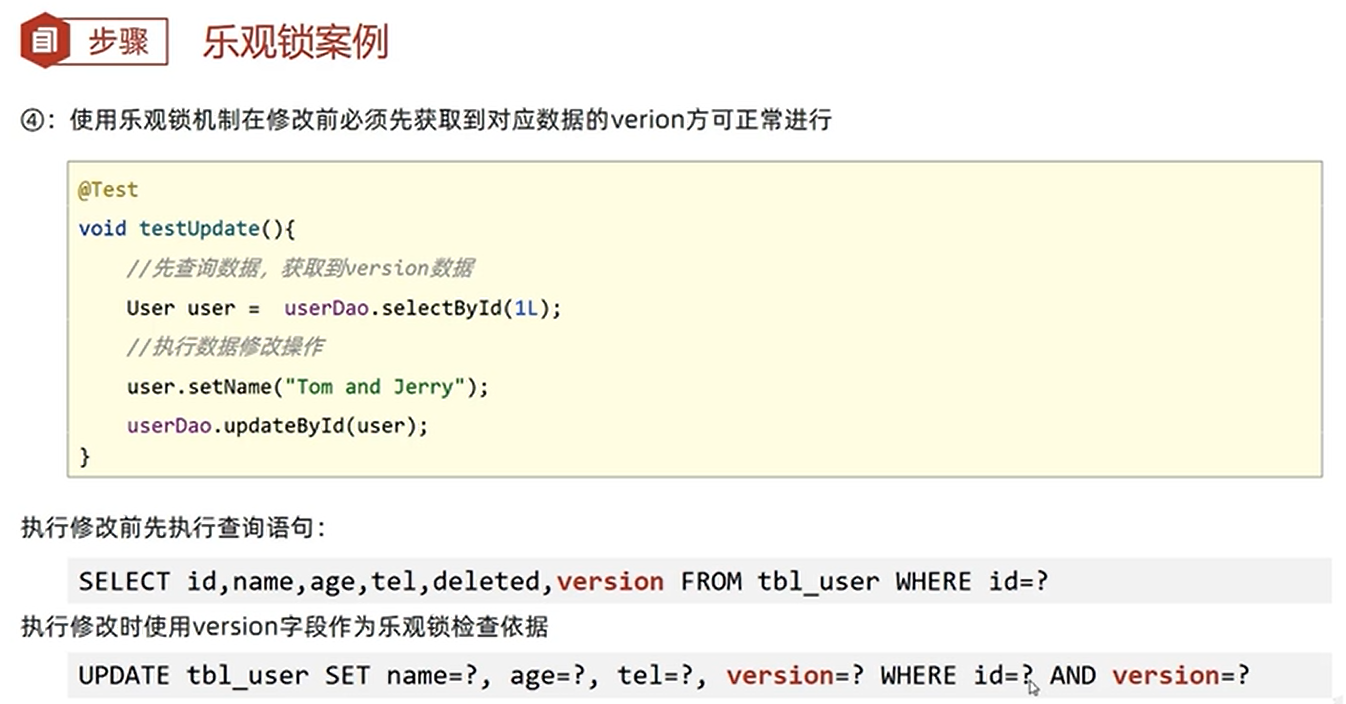 步骤 乐观锁案例
④：使用乐观锁机制在修改前必须先获取到对应数据的verion方可正常进行
@Test
void testUpdate(){
//先查询数据，获取到version数据
User user = userDao.selectById(1L);
//执行数据修改操作
user.setName("Tom and Jerry");
userDao.updateById(user);
}
执行修改前先执行查询语句：
SELECT id,name,age,tel,deleted,version FROM tbl_user WHERE id=?
执行修改时使用version字段作为乐观锁检查依据
UPDATE tbl_user SET name=?, age=?, tel=?, version=? WHERE id=? AND version=?